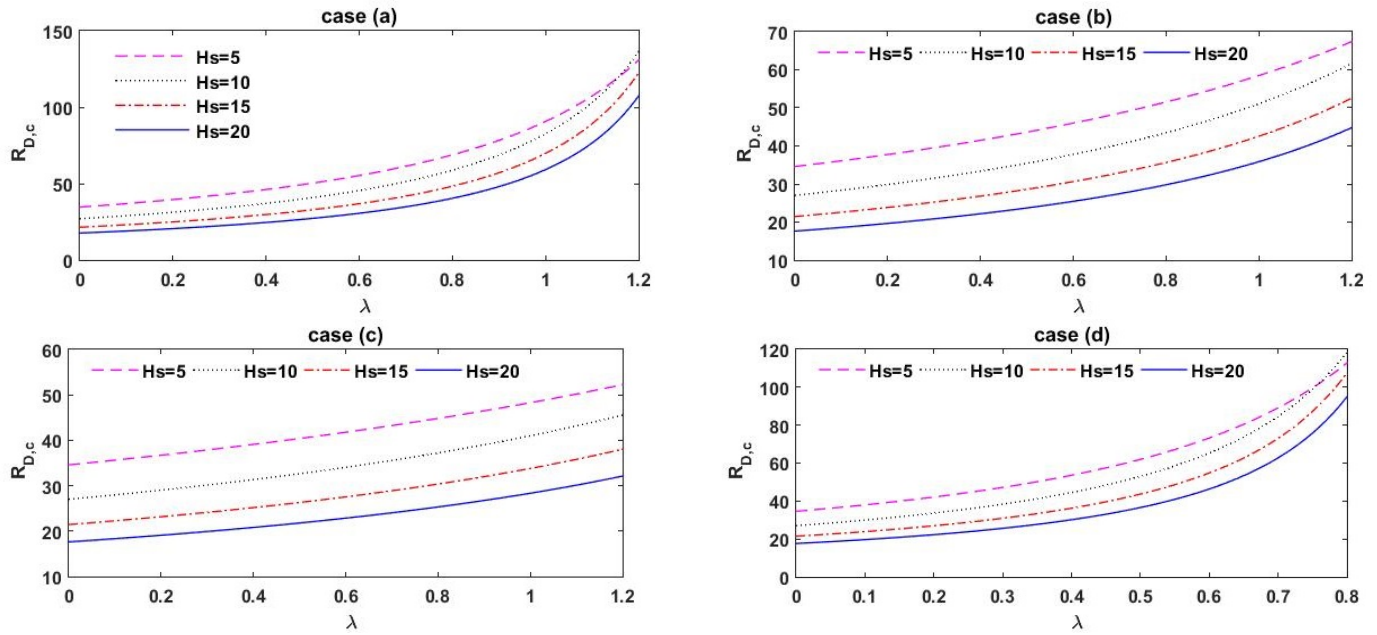 case (a)
150
100
50
0
R_{D,c}
Hs=5
Hs=10
Hs=15
Hs=20
0 0.2 0.4 0.6 0.8 1 1.2
λ
case (b)
70
60
50
40
30
20
10
R_{D,c}
Hs=5 Hs=10 Hs=15 Hs=20
0 0.2 0.4 0.6 0.8 1 1.2
λ
case (c)
60
50
40
30
20
10
R_{D,c}
Hs=5 Hs=10 Hs=15 Hs=20
0 0.2 0.4 0.6 0.8 1 1.2
λ
case (d)
120
100
80
60
40
20
0
R_{D,c}
Hs=5 Hs=10 Hs=15 Hs=20
0 0.1 0.2 0.3 0.4 0.5 0.6 0.7 0.8
λ